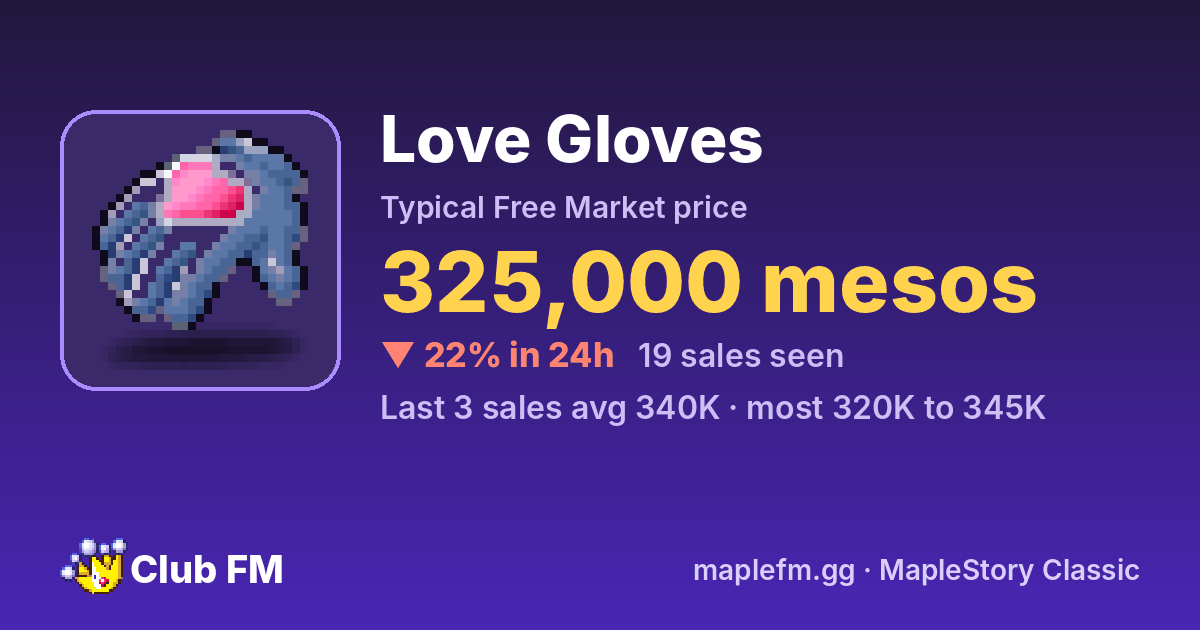 Love Gloves
Typical Free Market price
325,000 mesos
▼ 22% in 24h 19 sales seen
Last 3 sales avg 340K · most 320K to 345K
Club FM
maplefm.gg · MapleStory Classic